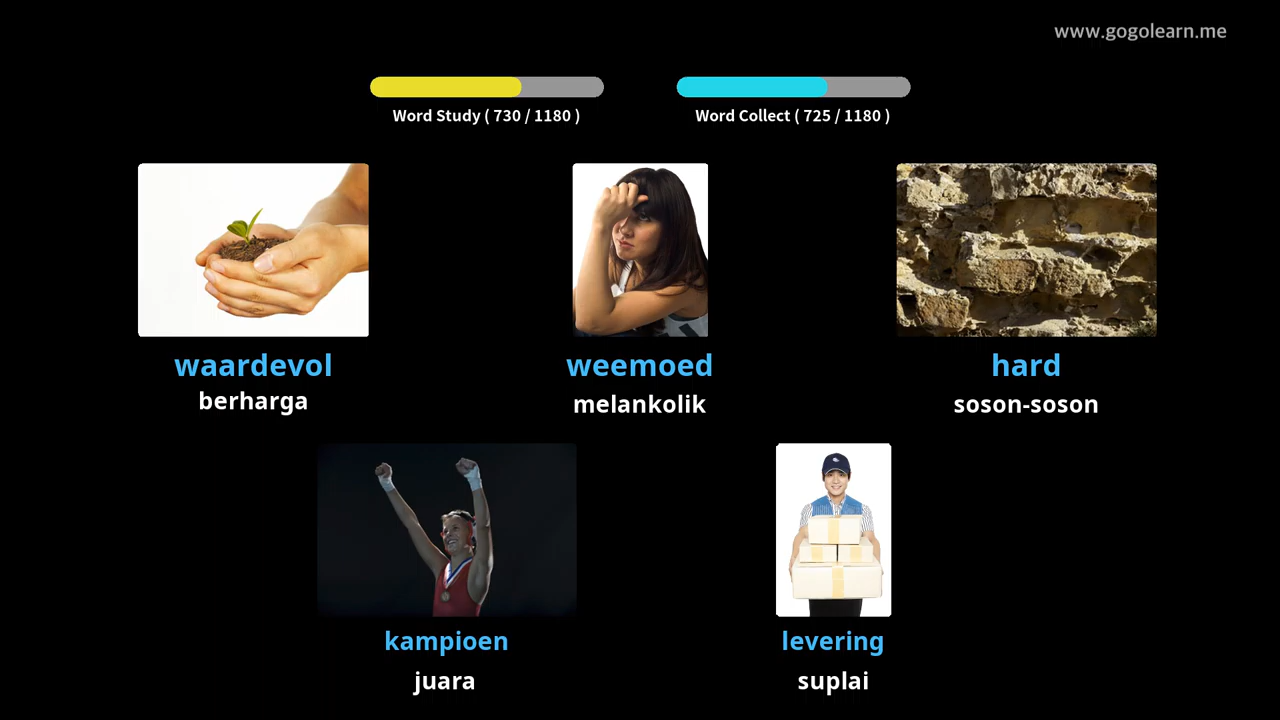 www.gogolearn.me
Word Study ( 730 / 1180 )
Word Collect ( 725 / 1180 )
waardevol
berharga
weemoed
melankolik
hard
soson-soson
kampioen
juara
levering
suplai